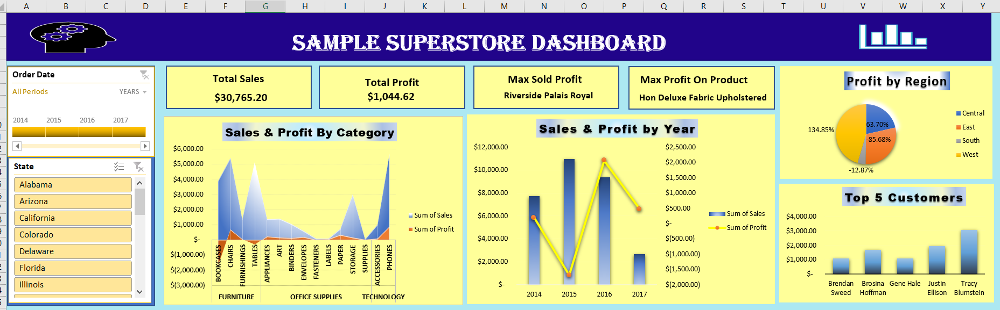 A B C D E F G H I J K L M N O P Q R S T U V W X Y
SAMPLE SUPERSTORE DASHBOARD
Order Date
All Periods YEARS
2014 2015 2016 2017
State
Alabama
Arizona
California
Colorado
Delaware
Florida
Illinois
Total Sales
$30,765.20
Total Profit
$1,044.62
Max Sold Profit
Riverside Palais Royal
Max Profit On Product
Hon Deluxe Fabric Upholstered
Sales & Profit By Category
$6,000.00
$5,000.00
$4,000.00
$3,000.00
$2,000.00
$1,000.00
$-
$(1,000.00)
$(2,000.00)
$(3,000.00)
BOOKCASES
CHAIRS
FURNISHINGS
TABLES
APPLIANCES
ART
BINDERS
ENVELOPES
FASTENERS
LABELS
PAPER
STORAGE
SUPPLIES
ACCESSORIES
PHONES
FURNITURE OFFICE SUPPLIES TECHNOLOGY
Sum of Sales
Sum of Profit
Sales & Profit by Year
$12,000.00
$10,000.00
$8,000.00
$6,000.00
$4,000.00
$2,000.00
$-
$2,500.00
$2,000.00
$1,500.00
$1,000.00
$500.00
$-
$(500.00)
$(1,000.00)
$(1,500.00)
$(2,000.00)
2014 2015 2016 2017
Sum of Sales
Sum of Profit
Profit by Region
63.70%
-85.68%
-12.87%
134.85%
Central
East
South
West
Top 5 Customers
$4,000.00
$3,000.00
$2,000.00
$1,000.00
$-
Brendan Brosina Gene Hale Justin Tracy
Sweed Hoffman Ellison Blumstein